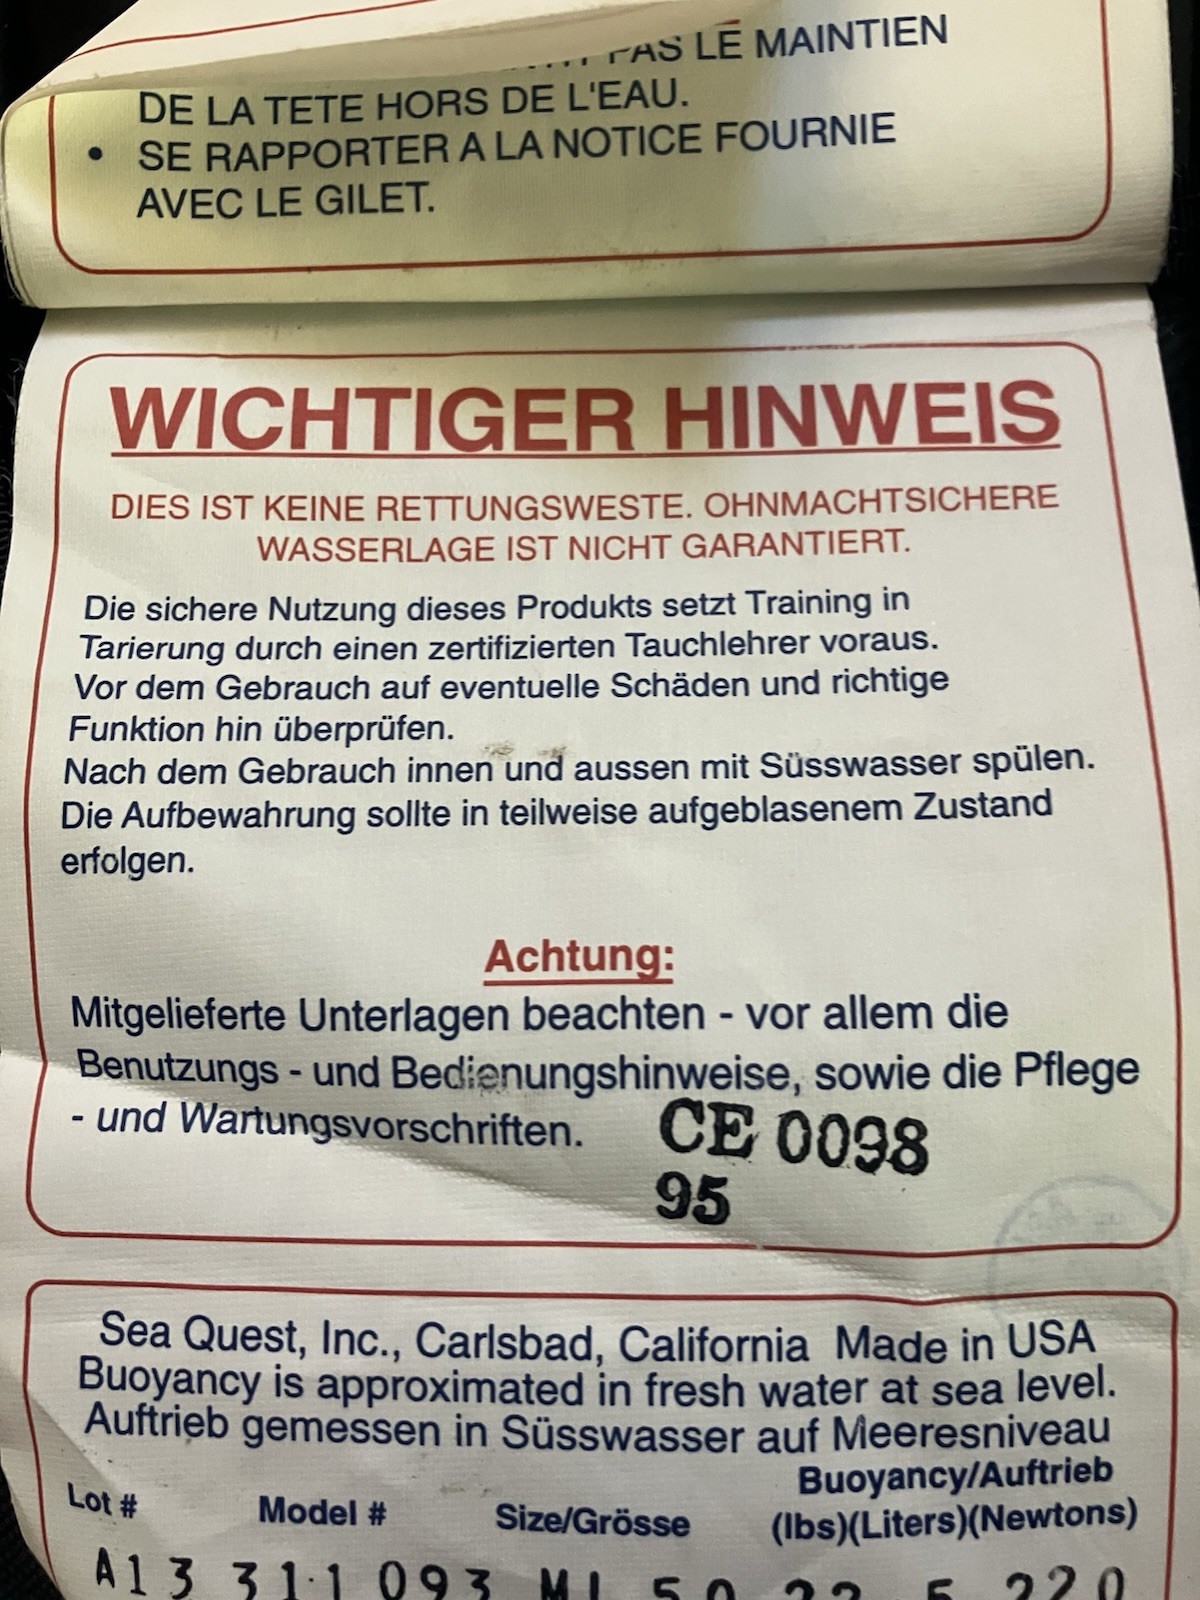 PAS LE MAINTIEN
DE LA TETE HORS DE L'EAU.
• SE RAPPORTER A LA NOTICE FOURNIE
AVEC LE GILET.
WICHTIGER HINWEIS
DIES IST KEINE RETTUNGSWESTE. OHNMACHTSICHERE
WASSERLAGE IST NICHT GARANTIERT.
Die sichere Nutzung dieses Produkts setzt Training in
Tarierung durch einen zertifizierten Tauchlehrer voraus.
Vor dem Gebrauch auf eventuelle Schäden und richtige
Funktion hin überprüfen.
Nach dem Gebrauch innen und aussen mit Süsswasser spülen.
Die Aufbewahrung sollte in teilweise aufgeblasenem Zustand
erfolgen.
Achtung:
Mitgelieferte Unterlagen beachten - vor allem die
Benutzungs - und Bedienungshinweise, sowie die Pflege
- und Wartungsvorschriften.
CE 0098
95
Sea Quest, Inc., Carlsbad, California Made in USA
Buoyancy is approximated in fresh water at sea level.
Auftrieb gemessen in Süsswasser auf Meeresniveau
Buoyancy/Auftrieb
Lot # Model # Size/Grösse (lbs)(Liters)(Newtons)
A13 311093 50 22.5 220